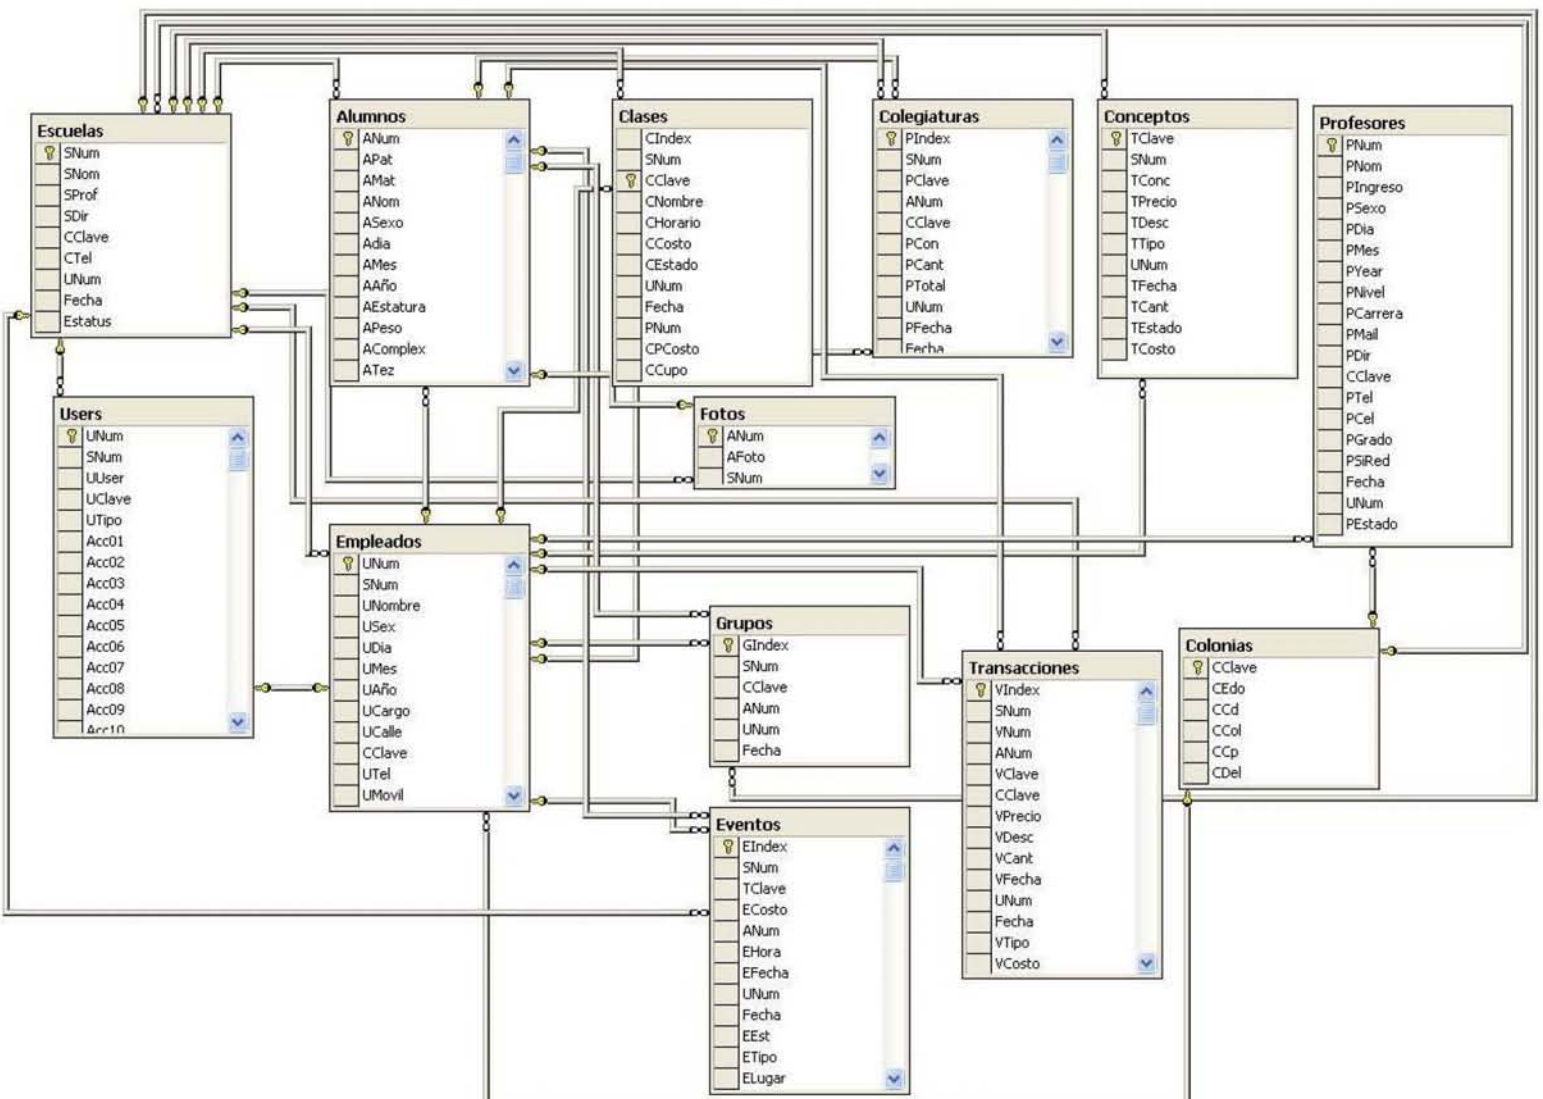 Escuelas
SNum
SNom
SProf
SDir
CClave
CTel
UNum
Fecha
Estatus
Alumnos
ANum
APat
AMat
ANom
ASexo
Adia
AMes
AAño
AEstatura
APeso
AComplex
ATez
Clases
CIndex
SNum
CClave
CNombre
CHorario
CCosto
CEstado
UNum
Fecha
PNum
CPCosto
CCupo
Colegiaturas
PIndex
SNum
PClave
ANum
CClave
PCon
PCant
PTotal
UNum
PFecha
Fecha
Conceptos
TClave
SNum
TConc
TPrecio
TDesc
TTipo
UNum
TFecha
TCant
TEstado
TCosto
Profesores
PNum
PNom
PIngreso
PSexo
PDia
PMes
PYear
PNivel
PCarrera
PMail
PDir
CClave
PTel
PCel
PGrado
PSiRed
Fecha
UNum
PEstado
Users
UNum
SNum
UUser
UClave
UTipo
Acc01
Acc02
Acc03
Acc04
Acc05
Acc06
Acc07
Acc08
Acc09
Acc10
Fotos
ANum
AFoto
SNum
Empleados
UNum
SNum
UNombre
USex
UDia
UMes
UAño
UCargo
UCalle
CClave
UTel
UMovil
Grupos
GIndex
SNum
CClave
ANum
UNum
Fecha
Transacciones
VIndex
SNum
VNum
ANum
VClave
CClave
VPrecio
VDesc
VCant
VFecha
UNum
Fecha
VTipo
VCosto
Colonias
CClave
CEdo
CCd
CCol
CCp
CDel
Eventos
EIndex
SNum
TClave
ECosto
ANum
EHora
EFecha
UNum
Fecha
EEst
ETipo
ELugar